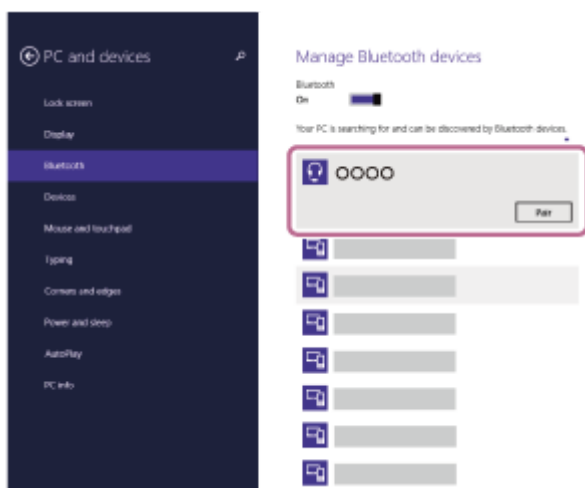 PC and devices
Lock screen
Display
Bluetooth
Devices
Mouse and touchpad
Typing
Corners and edges
Power and sleep
AutoPlay
PC info
Manage Bluetooth devices
Bluetooth
On
Your PC is searching for and can be discovered by Bluetooth devices.
OOOO
Pair